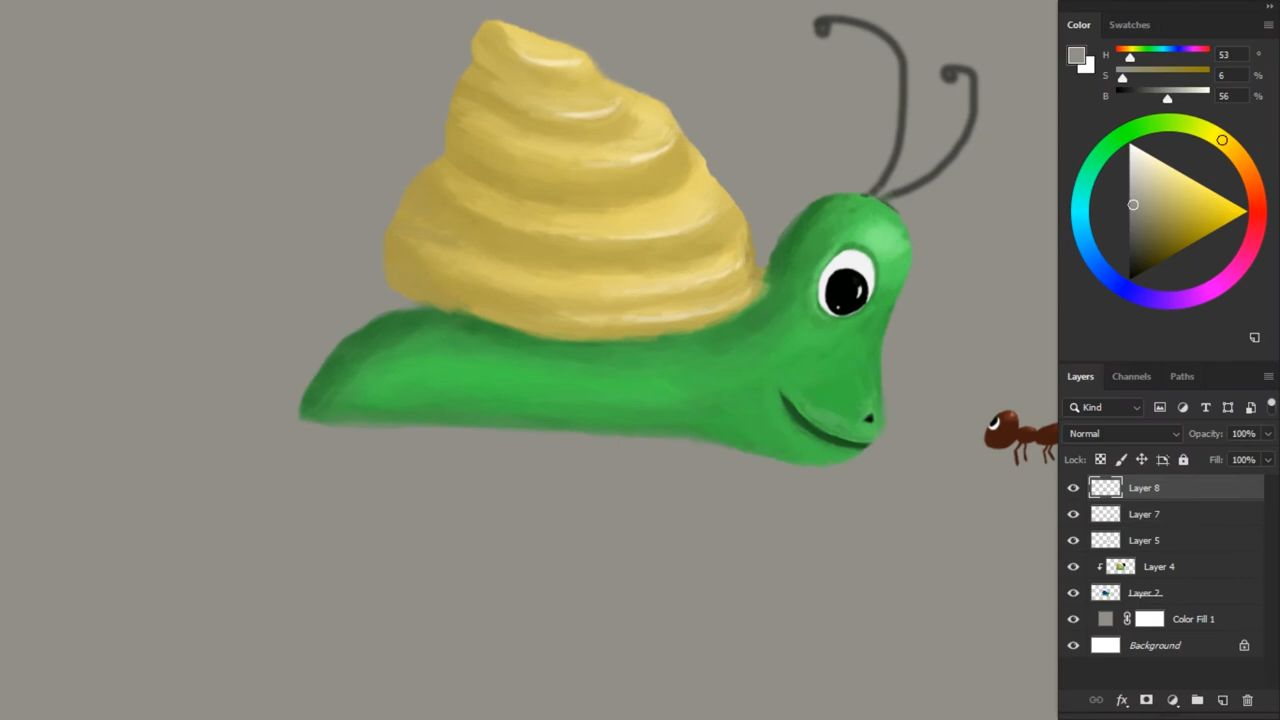 Color Swatches
H 53 °
S 6 %
B 56 %
Layers Channels Paths
Kind
Normal Opacity: 100%
Lock: Fill: 100%
Layer 8
Layer 7
Layer 5
Layer 4
Layer 2
Color Fill 1
Background
fx